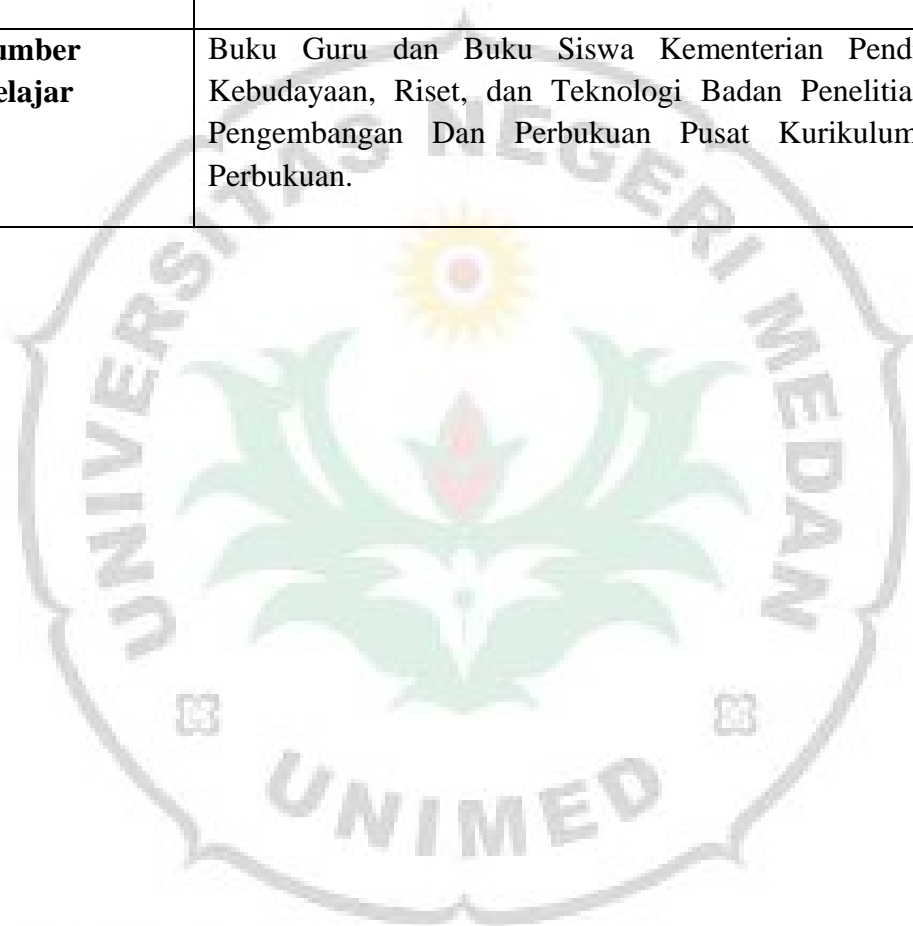 umber
elajar
Buku Guru dan Buku Siswa Kementerian Pend
Kebudayaan, Riset, dan Teknologi Badan Penelitia
Pengembangan Dan Perbukuan Pusat Kurikulum
Perbukuan.
UNIVERSITAS NEGERI MEDAN
UNIMED